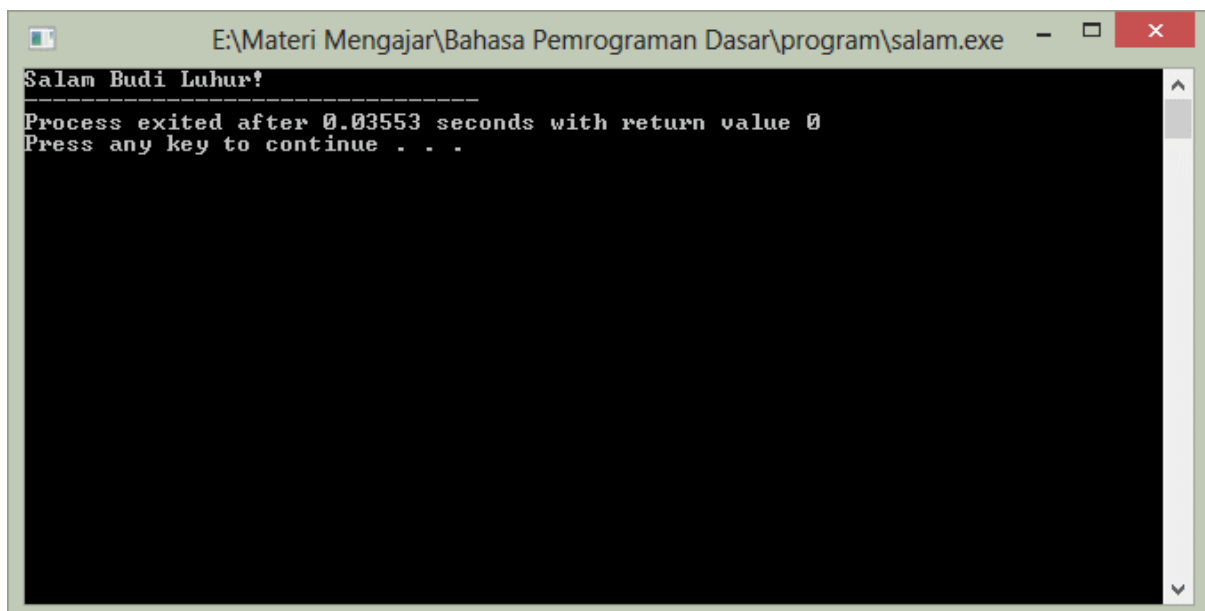 E:\Materi Mengajar\Bahasa Pemrograman Dasar\program\salam.exe
Salam Budi Luhur!
--------------------------------
Process exited after 0.03553 seconds with return value 0
Press any key to continue . . .